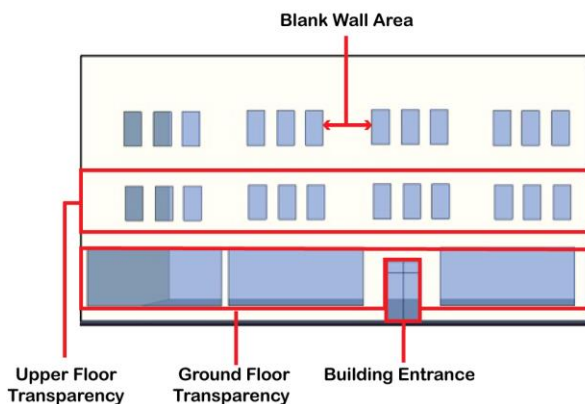 Blank Wall Area
Upper Floor
Transparency
Ground Floor
Transparency
Building Entrance